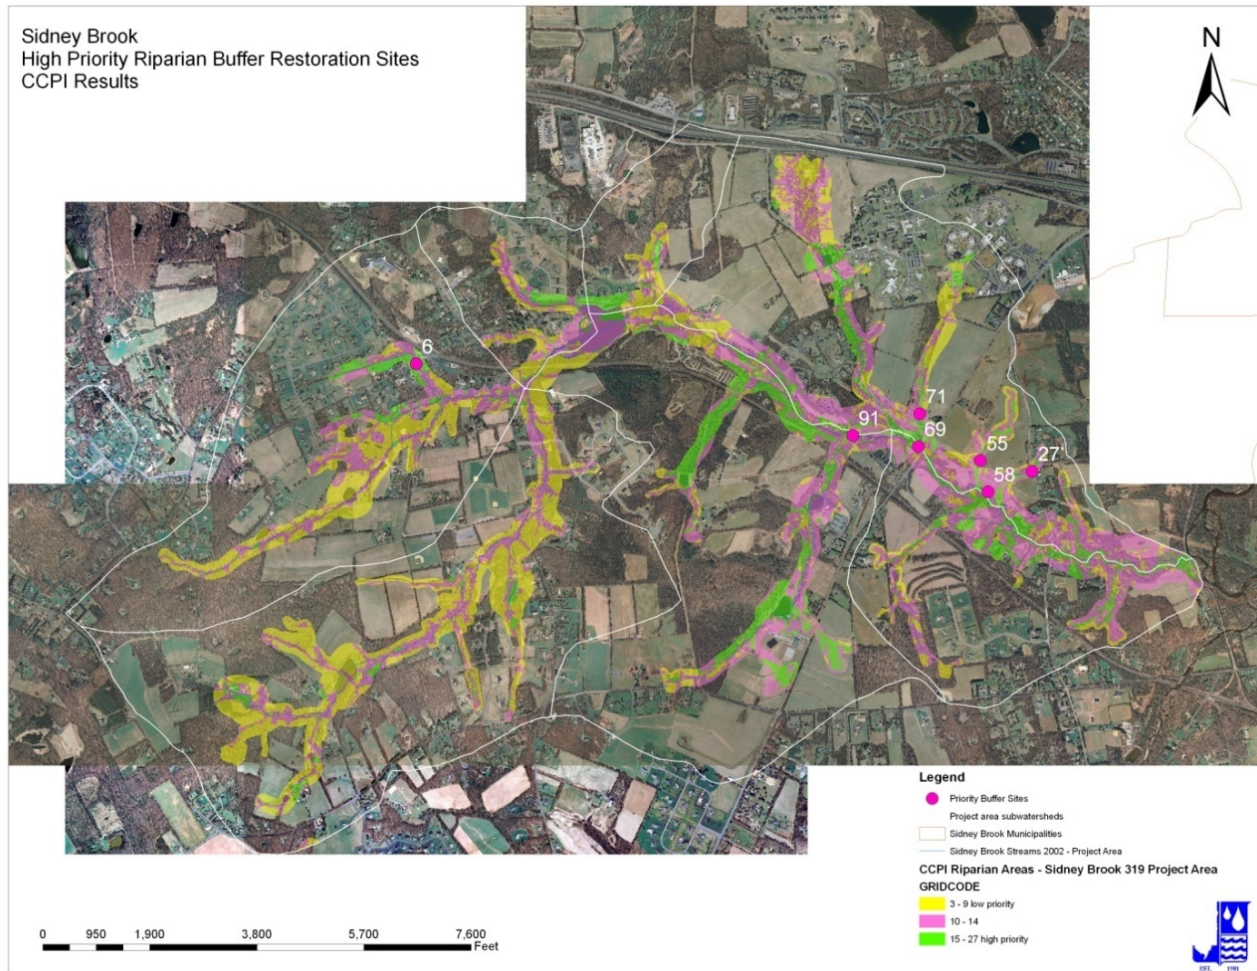 Sidney Brook
High Priority Riparian Buffer Restoration Sites
CCPI Results
N
6
71
91
69
55
27'
58
Legend
Priority Buffer Sites
Project area subwatersheds
Sidney Brook Municipalities
Sidney Brook Streams 2002 - Project Area
CCPI Riparian Areas - Sidney Brook 319 Project Area
GRIDCODE
3 - 9 low priority
10 - 14
15 - 27 high priority
0 950 1,900 3,800 5,700 7,600
Feet
EST. 1981